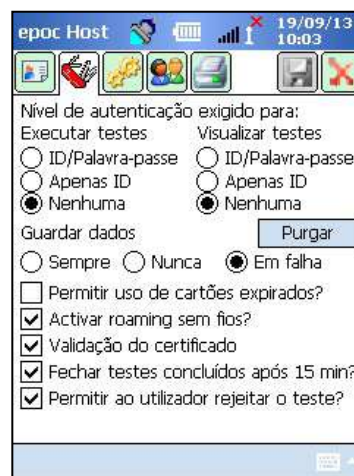 epoc Host 19/09/13
10:03
Nível de autenticação exigido para:
Executar testes Visualizar testes
ID/Palavra-passe ID/Palavra-passe
Apenas ID Apenas ID
Nenhuma Nenhuma
Guardar dados Purgar
Sempre Nunca Em falha
Permitir uso de cartões expirados?
Activar roaming sem fios?
Validação do certificado
Fechar testes concluídos após 15 min?
Permitir ao utilizador rejeitar o teste?